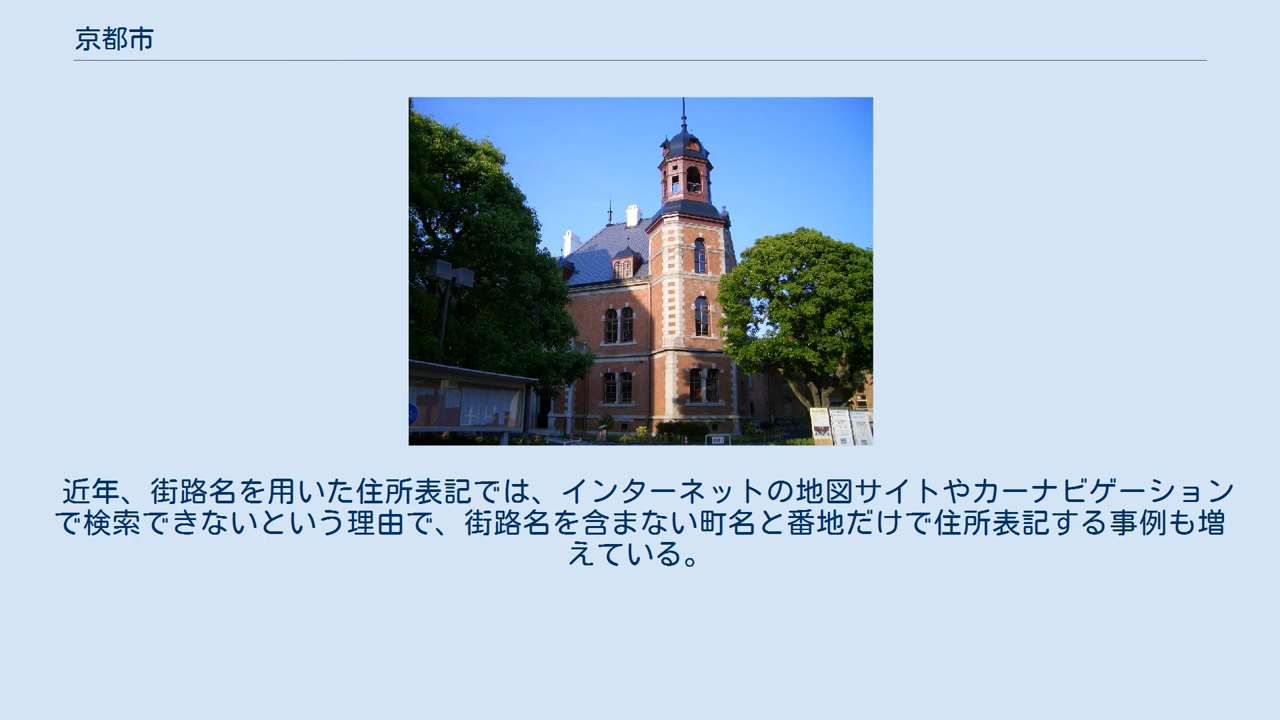 京都市
近年、街路名を用いた住所表記では、インターネットの地図サイトやカーナビゲーション
で検索できないという理由で、街路名を含まない町名と番地だけで住所表記する事例も増
えている。